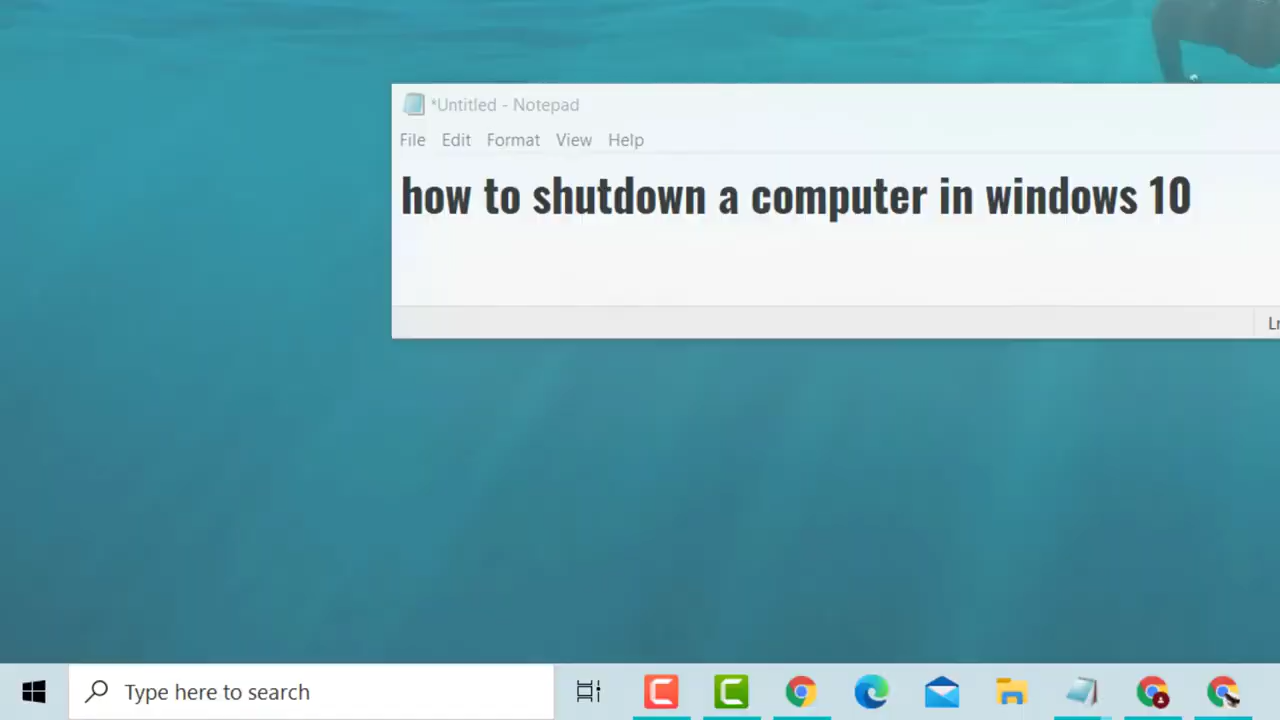 *Untitled - Notepad
File Edit Format View Help
how to shutdown a computer in windows 10
Type here to search